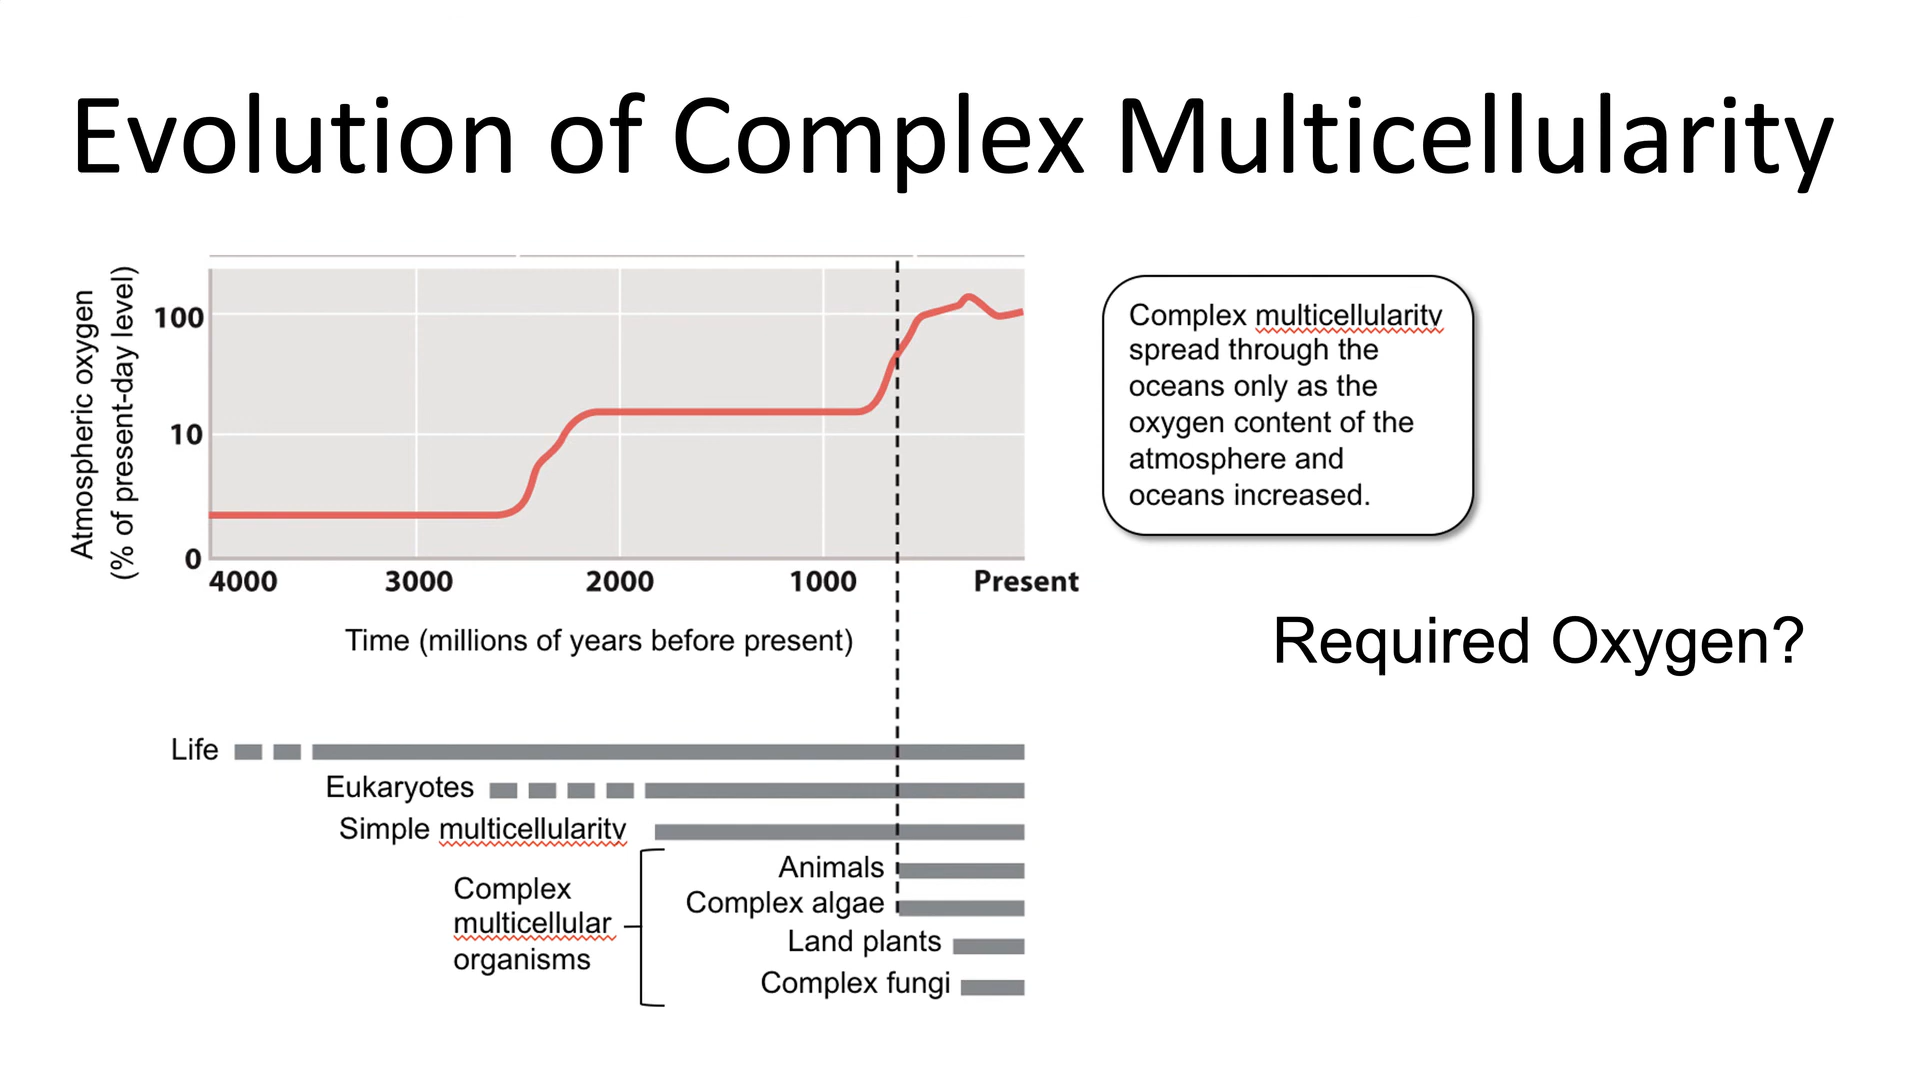 Evolution of Complex Multicellularity
Atmospheric oxygen
(% of present-day level)
100
10
0
4000 3000 2000 1000 Present
Time (millions of years before present)
Complex multicellularity
spread through the
oceans only as the
oxygen content of the
atmosphere and
oceans increased.
Required Oxygen?
Life
Eukaryotes
Simple multicellularity
Complex
multicellular
organisms
Animals
Complex algae
Land plants
Complex fungi